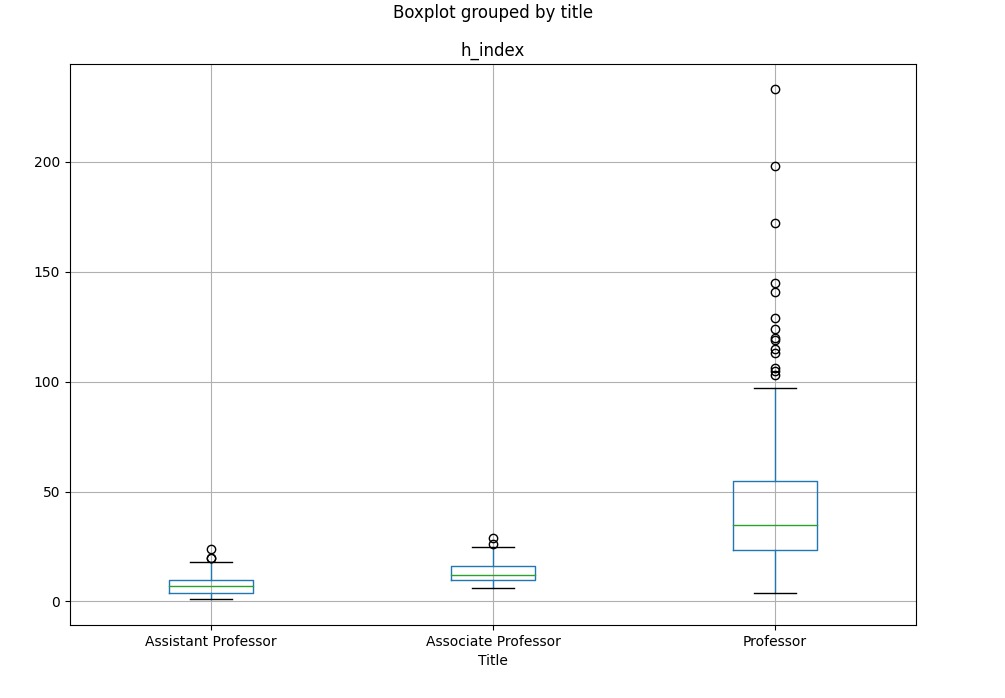 Boxplot grouped by title
h_index
200
150
100
50
0
Assistant Professor Associate Professor Professor
Title